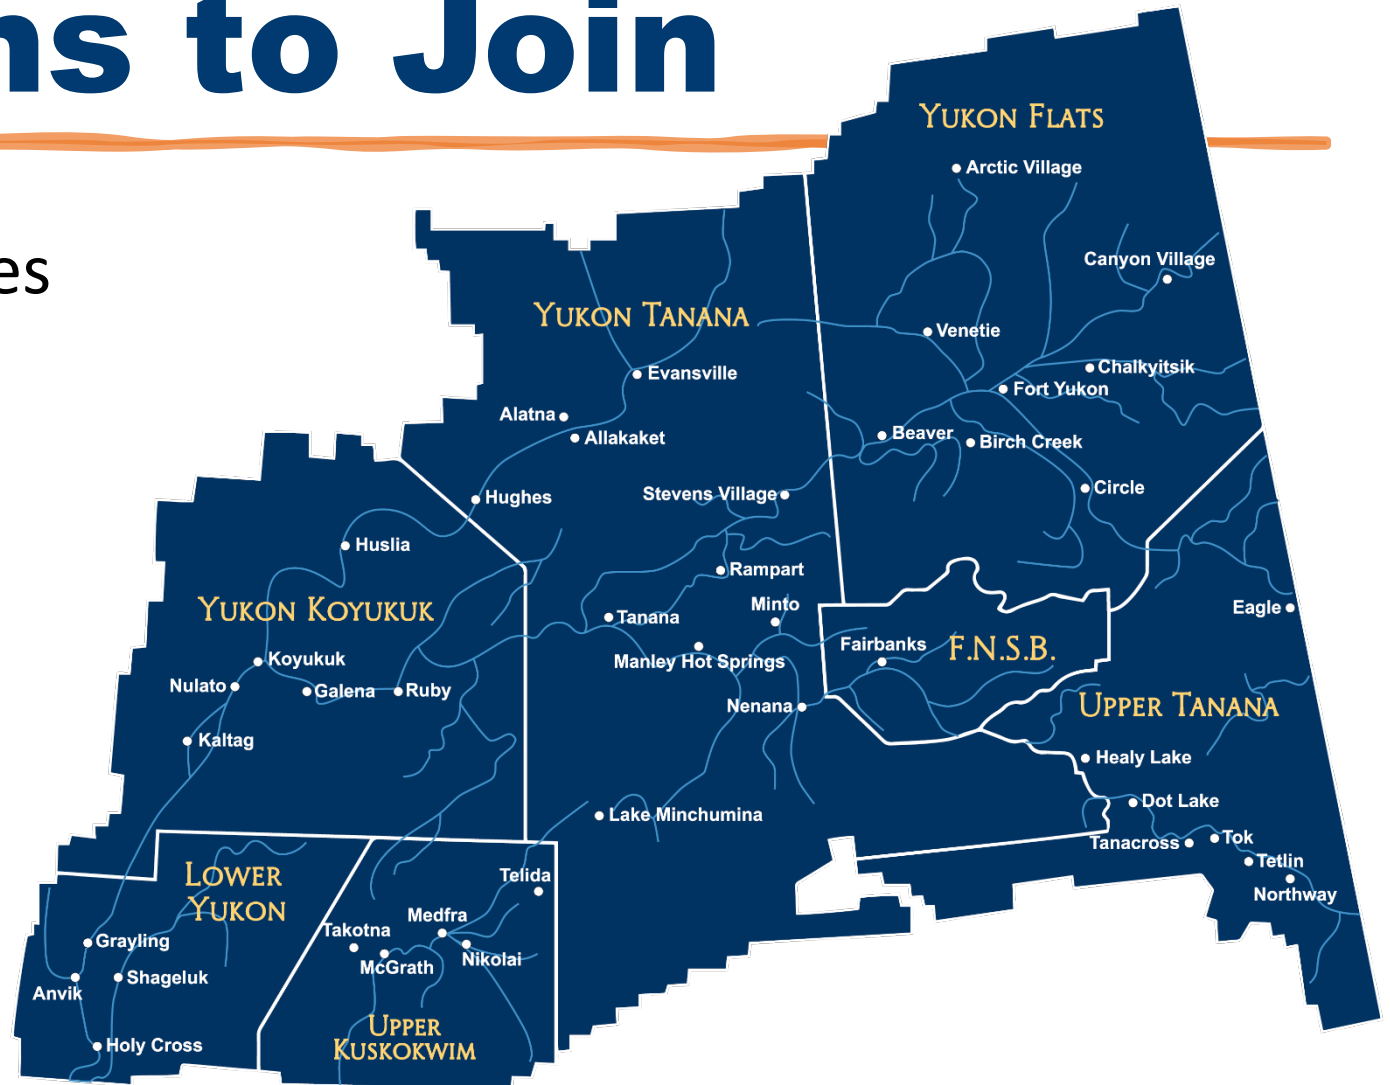 ns to Join
es
Yukon Flats
Arctic Village
Canyon Village
Yukon Tanana
Venetie
Evansville
Chalkyitsik
Fort Yukon
Alatna
Allakaket
Beaver
Birch Creek
Stevens Village
Circle
Hughes
Huslia
Rampart
Yukon Koyukuk
Minto
Tanana
Eagle
Fairbanks
F.N.S.B.
Manley Hot Springs
Koyukuk
Nulato
Galena
Ruby
Nenana
Upper Tanana
Kaltag
Healy Lake
Dot Lake
Lake Minchumina
Tok
Tanacross
Tetlin
Northway
Lower
Yukon
Telida
Medfra
Takotna
Grayling
Nikolai
McGrath
Shageluk
Anvik
Upper
Kuskokwim
Holy Cross